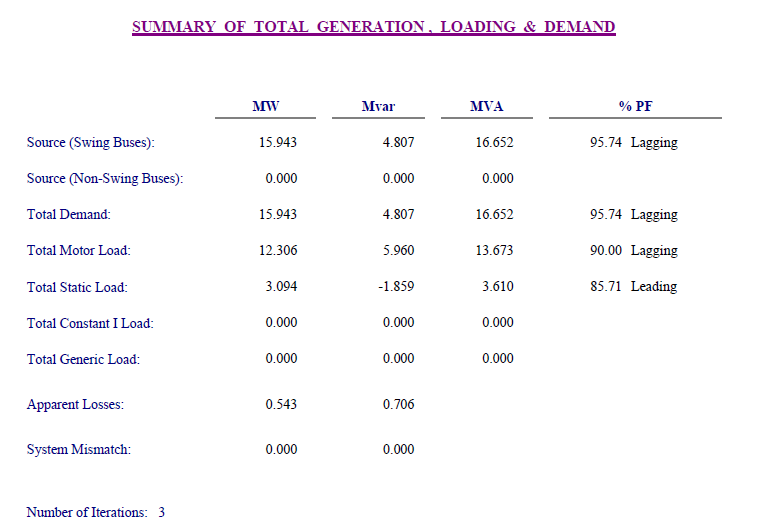 SUMMARY OF TOTAL GENERATION , LOADING & DEMAND
MW Mvar MVA % PF
Source (Swing Buses): 15.943 4.807 16.652 95.74 Lagging
Source (Non-Swing Buses): 0.000 0.000 0.000
Total Demand: 15.943 4.807 16.652 95.74 Lagging
Total Motor Load: 12.306 5.960 13.673 90.00 Lagging
Total Static Load: 3.094 -1.859 3.610 85.71 Leading
Total Constant I Load: 0.000 0.000 0.000
Total Generic Load: 0.000 0.000 0.000
Apparent Losses: 0.543 0.706
System Mismatch: 0.000 0.000
Number of Iterations: 3